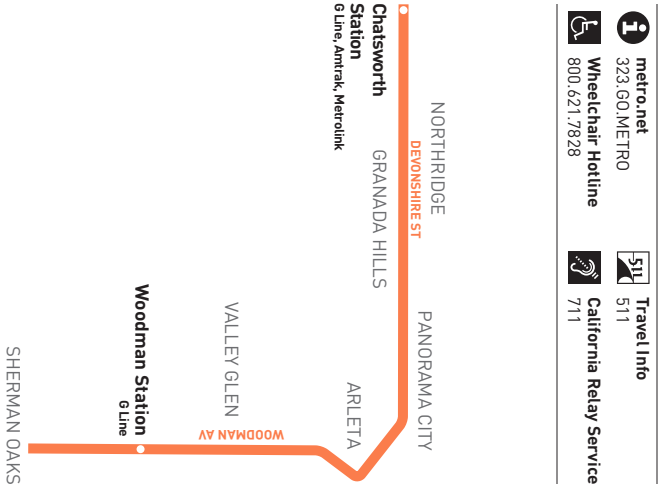 metro.net
323.GO.METRO
Wheelchair Hotline
800.621.7828
511
Travel Info
511
California Relay Service
711
NORTHRIDGE
DEVONSHIRE ST
GRANADA HILLS
Chatsworth
Station
G Line, Amtrak, Metrolink
PANORAMA CITY
ARLETA
WOODMAN AV
VALLEY GLEN
Woodman Station
G Line
SHERMAN OAKS